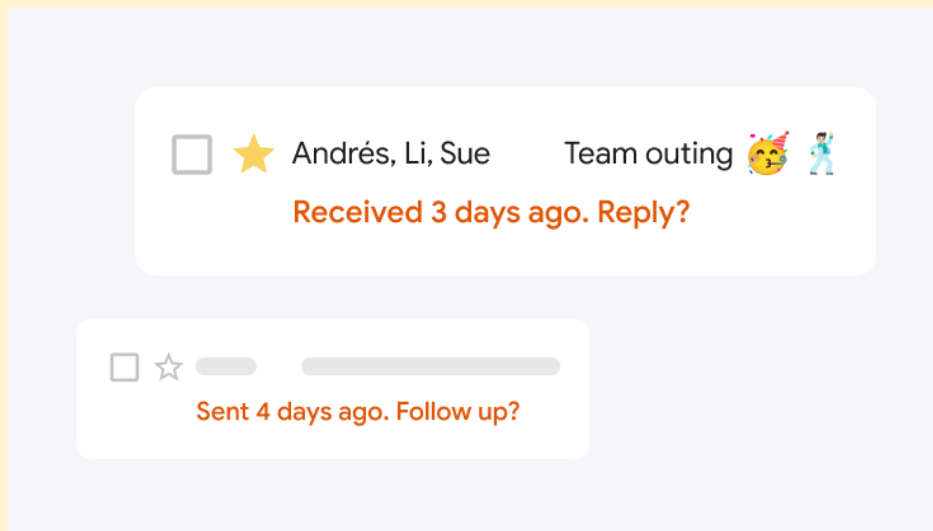 Andrés, Li, Sue Team outing 🥳 🕺
Received 3 days ago. Reply?
Sent 4 days ago. Follow up?